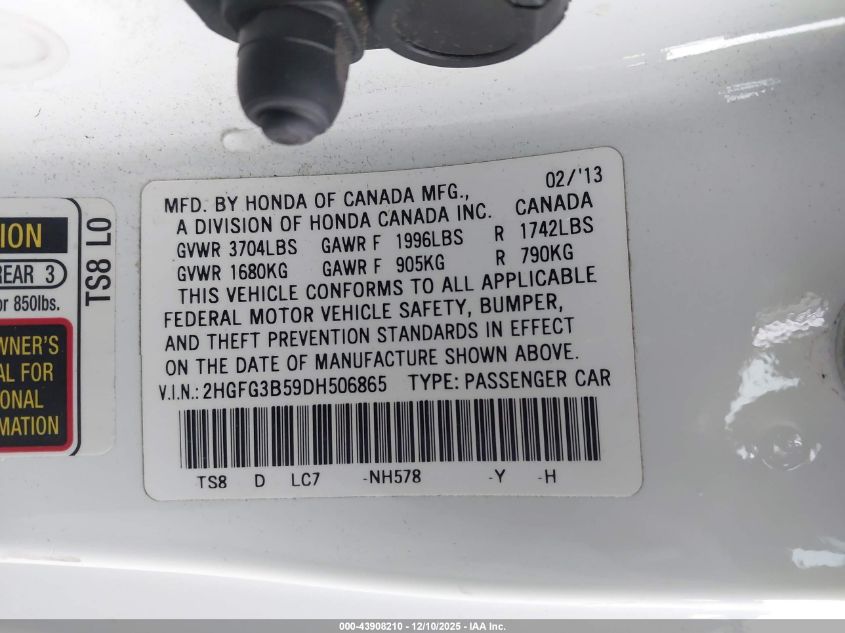 MFD. BY HONDA OF CANADA MFG., 02/'13
A DIVISION OF HONDA CANADA INC. CANADA
GVWR 3704LBS GAWR F 1996LBS R 1742LBS
GVWR 1680KG GAWR F 905KG R 790KG
THIS VEHICLE CONFORMS TO ALL APPLICABLE
FEDERAL MOTOR VEHICLE SAFETY, BUMPER,
AND THEFT PREVENTION STANDARDS IN EFFECT
ON THE DATE OF MANUFACTURE SHOWN ABOVE.
V.I.N.: 2HGFG3B59DH506865 TYPE: PASSENGER CAR
TS8 D LC7 -NH578 -Y -H
ION
REAR 3
or 850lbs.
WNER'S
AL FOR
ONAL
MATION
TS8 L0
000-43908210 - 12/10/2025 - IAA Inc.